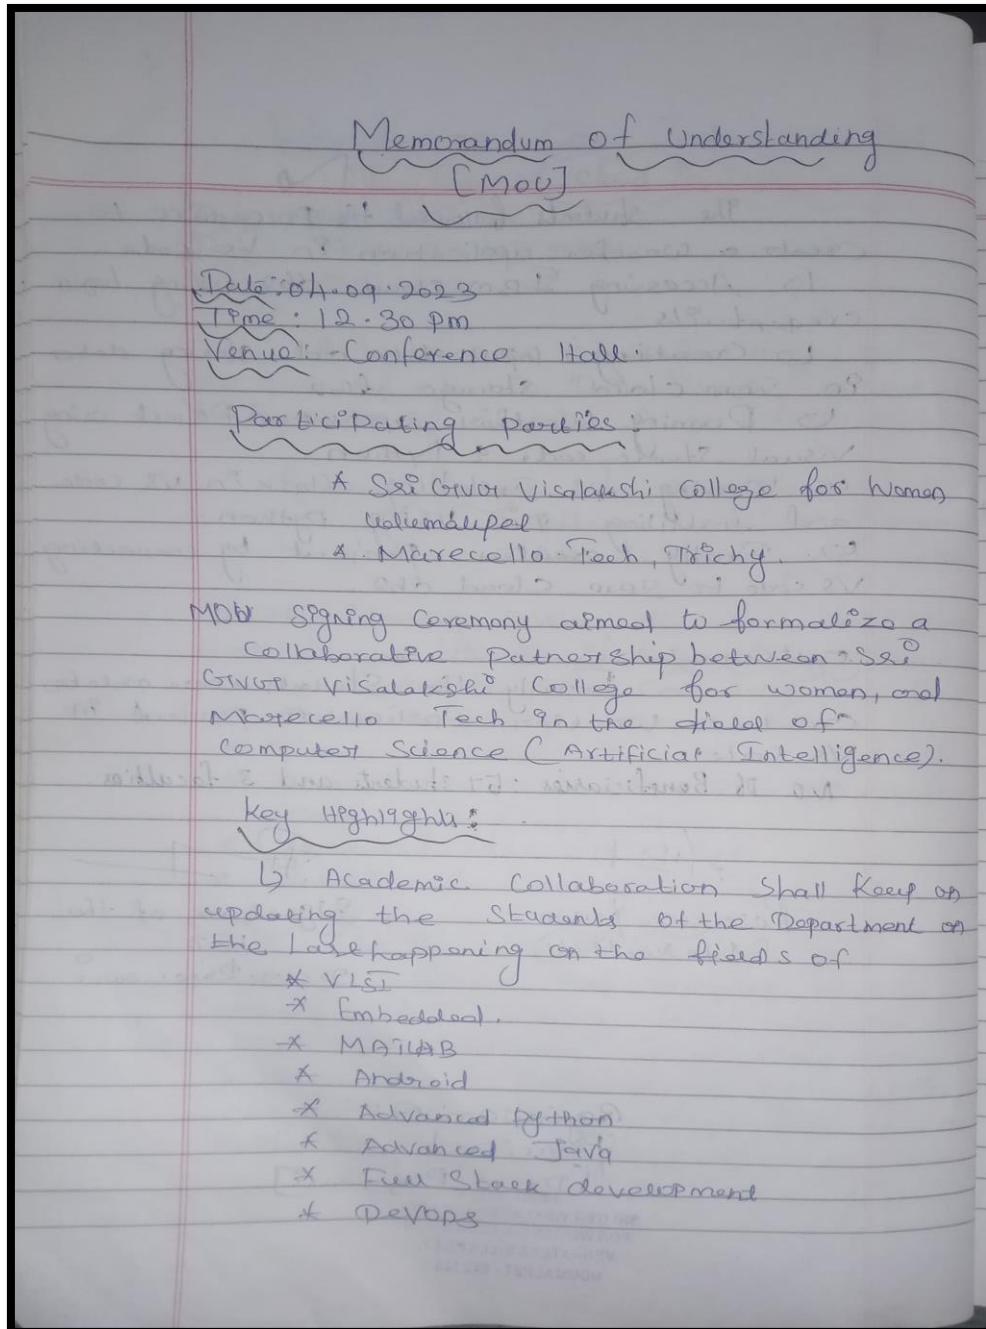 Memorandum of Understanding
[MOU]
Date: 04.09.2023
Time: 12.30 pm
Venue: - Conference Hall.
Participating parties:
* Sri GVG Visalakshi College for Women
* Marecello Tech, Trichy.
MOU Signing Ceremony aimed to formalize a
Collaborative Patnership between Sri
GVG Visalakshi College for women, and
Marecello Tech in the field of
Computer Science (Artificial Intelligence).
Key Highlights:
↳ Academic Collaboration Shall Keep on
updating the Students of the Department on
the happening on the fields of
* VLSI
* Embedded.
* MATLAB
* Android
* Advanced python
* Advanced Java
* Full Stack development
* DevOps